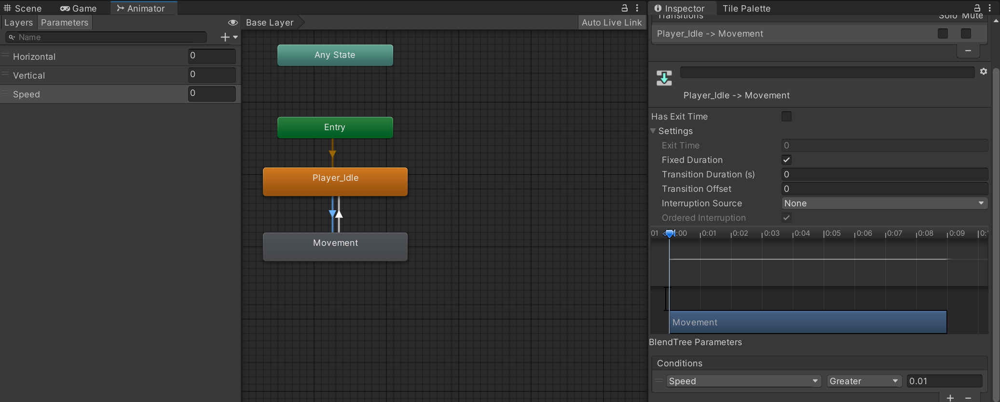 Scene Game Animator
Layers Parameters
Name
Horizontal 0
Vertical 0
Speed 0
Base Layer Auto Live Link
Any State
Entry
Player_Idle
Movement
Inspector Tile Palette
Transitions Solo Mute
Player_Idle -> Movement
Player_Idle -> Movement
Has Exit Time
Settings
Exit Time 0
Fixed Duration
Transition Duration (s) 0
Transition Offset 0
Interruption Source None
Ordered Interruption
01 :00 0:01 0:02 0:03 0:04 0:05 0:06 0:07 0:08 0:09 0:
Movement
BlendTree Parameters
Conditions
Speed Greater 0.01